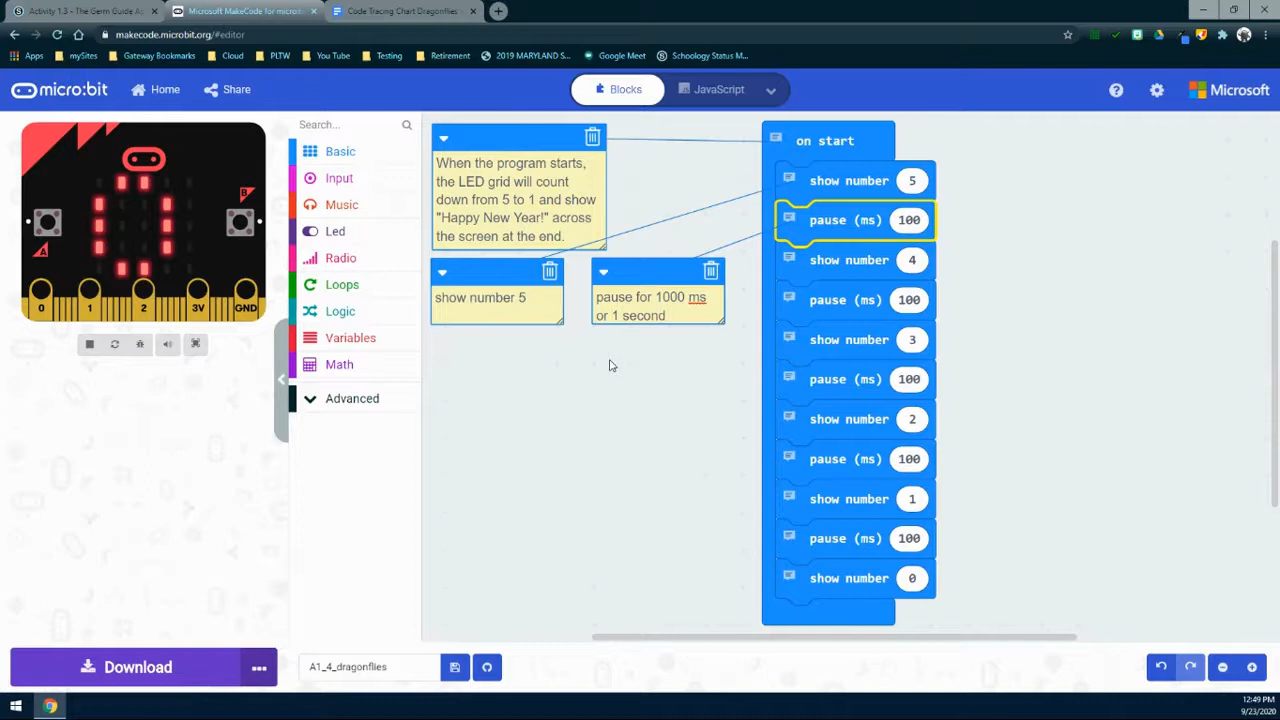 Activity 1.3 - The Germ Guide A
Microsoft MakeCode for micro:bit
Code Tracing Chart Dragonflies
makecode.microbit.org/#editor
Apps
mySites
Gateway Bookmarks
Cloud
PLTW
You Tube
Testing
Retirement
2019 MARYLAND S...
Google Meet
Schoology Status M...
micro:bit
Home
Share
Blocks
JavaScript
Microsoft
B
A
0 1 2 3V GND
Search...
Basic
Input
Music
Led
Radio
Loops
Logic
Variables
Math
Advanced
When the program starts,
the LED grid will count
down from 5 to 1 and show
"Happy New Year!" across
the screen at the end.
show number 5
pause for 1000 ms
or 1 second
on start
show number 5
pause (ms) 100
show number 4
pause (ms) 100
show number 3
pause (ms) 100
show number 2
pause (ms) 100
show number 1
pause (ms) 100
show number 0
Download
A1_4_dragonflies
12:49 PM
9/23/2020